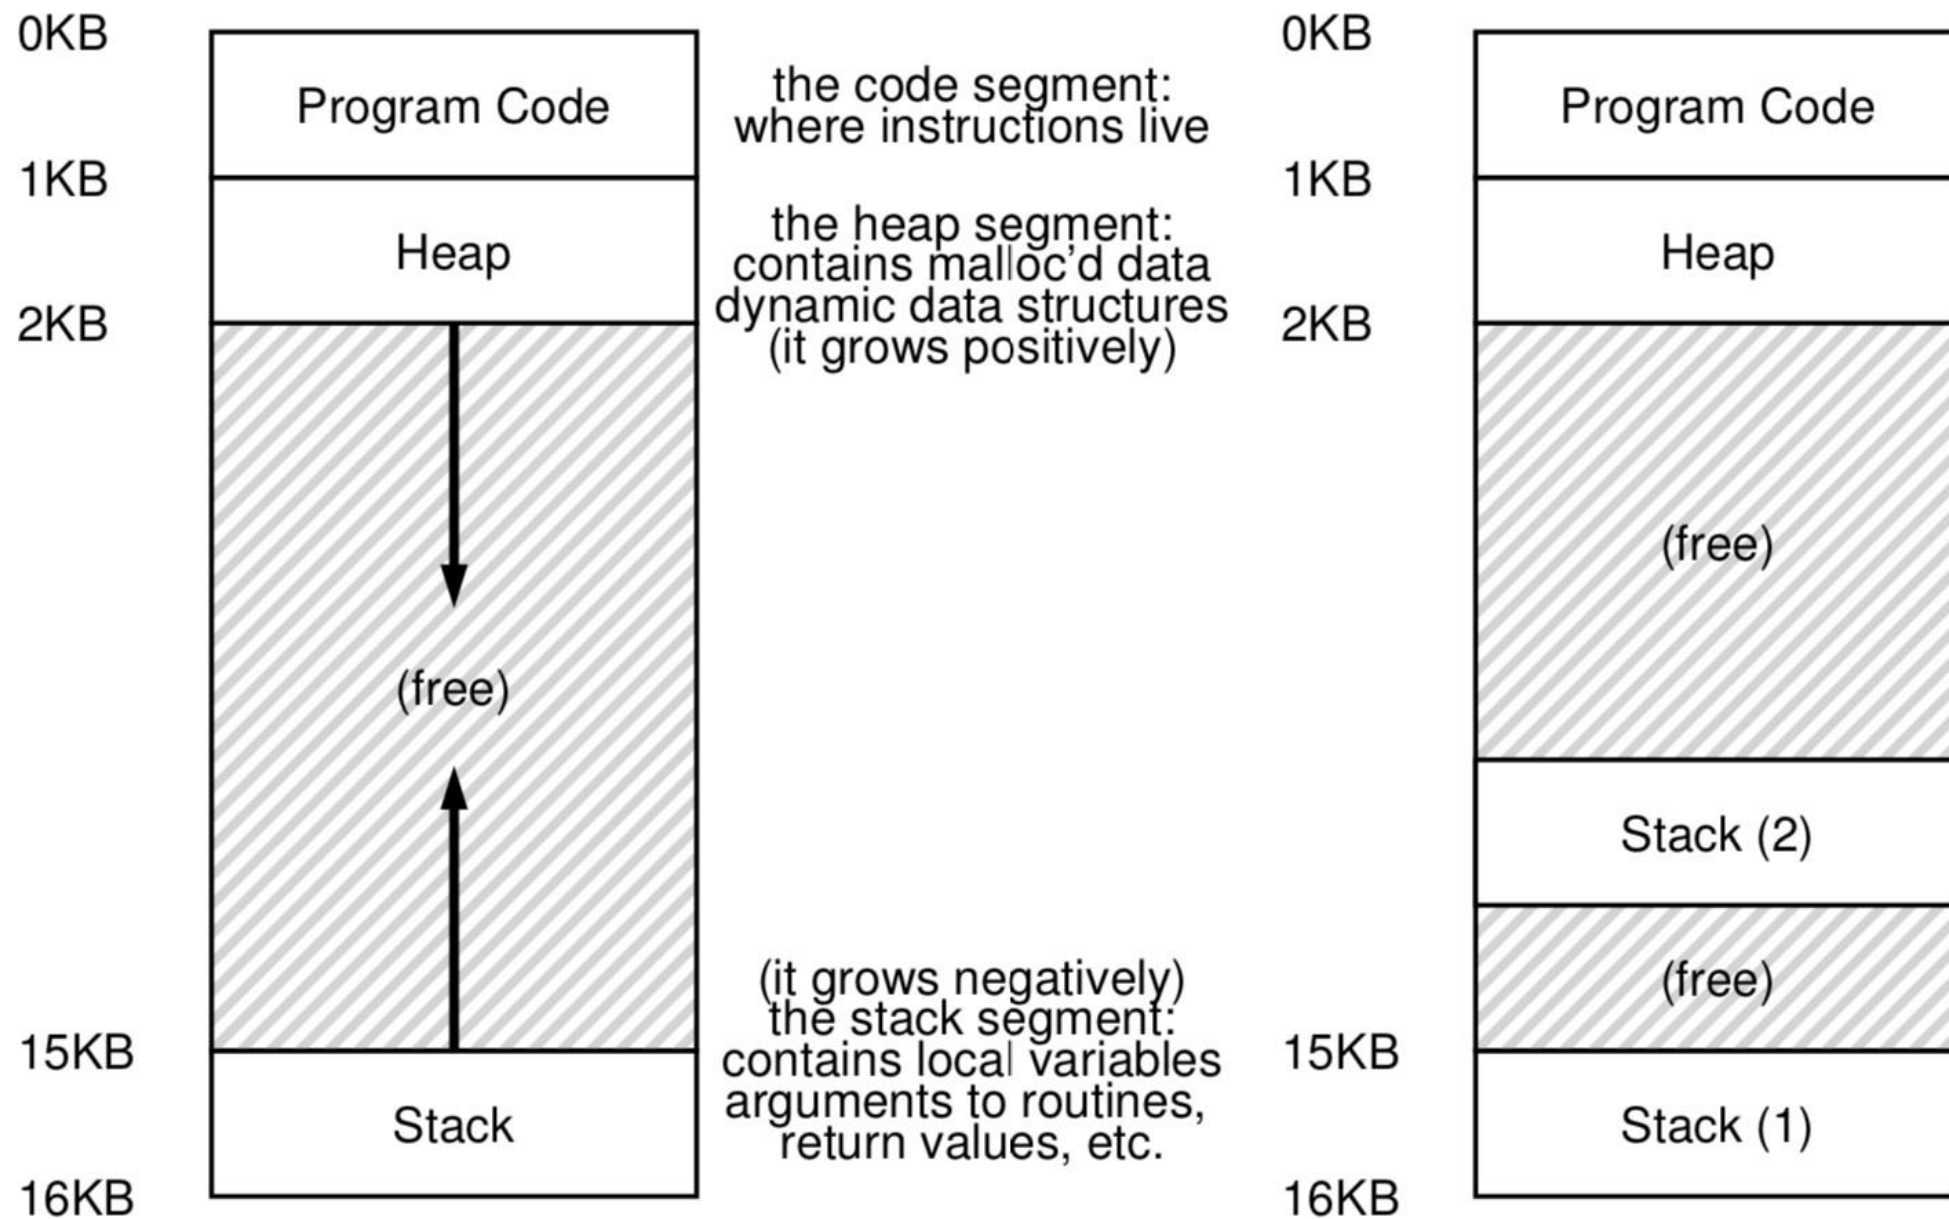 0KB
Program Code
the code segment:
where instructions live
1KB
Heap
the heap segment:
contains malloc'd data
dynamic data structures
(it grows positively)
2KB
(free)
(it grows negatively)
the stack segment:
contains local variables
arguments to routines,
return values, etc.
15KB
Stack
16KB
0KB
Program Code
1KB
Heap
2KB
(free)
Stack (2)
(free)
15KB
Stack (1)
16KB